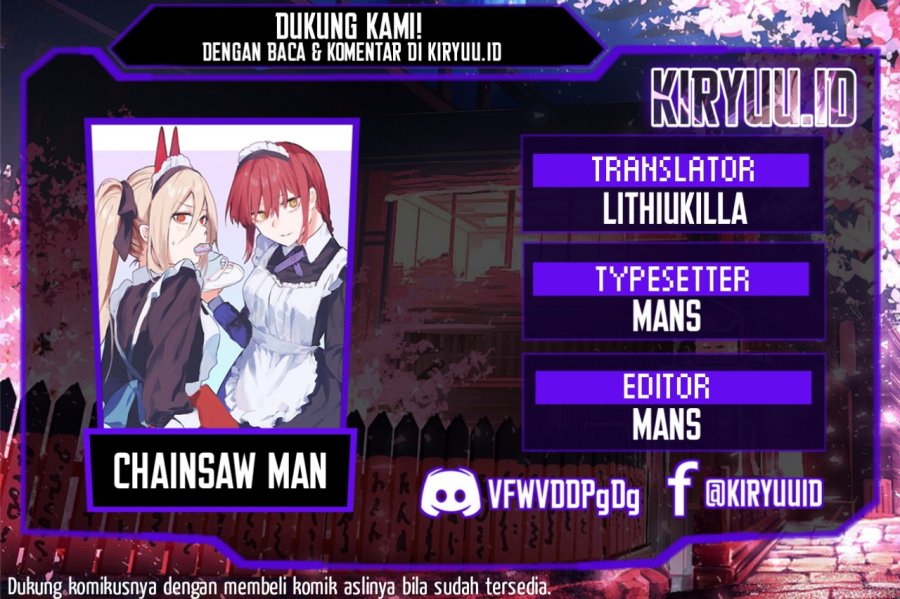 DUKUNG KAMI!
DENGAN BACA & KOMENTAR DI KIRYUU.ID
KIRYUU.ID
TRANSLATOR
LITHIUKILLA
TYPESETTER
MANS
EDITOR
MANS
CHAINSAW MAN
VFWVDDPgDg
@KIRYUUID
Dukung komikusnya dengan membeli komik aslinya bila sudah tersedia.